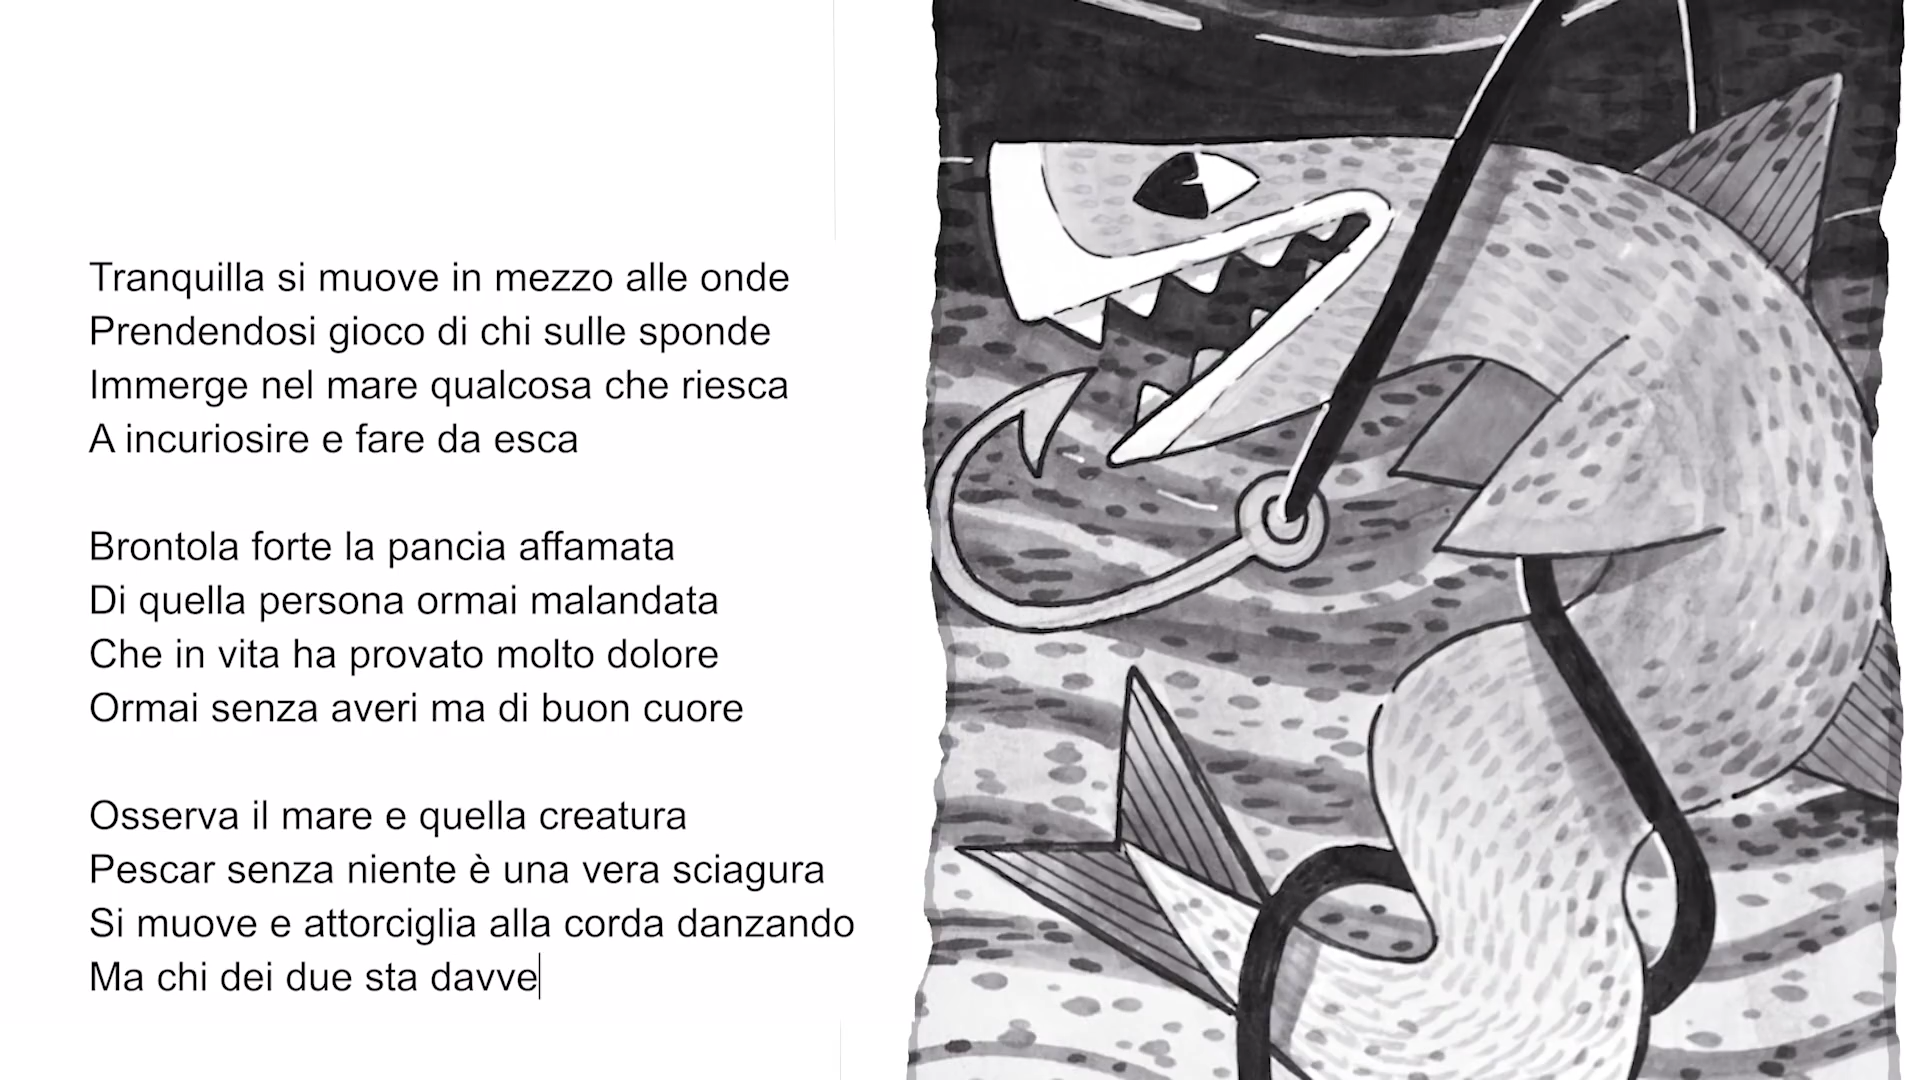 Tranquilla si muove in mezzo alle onde
Prendendosi gioco di chi sulle sponde
Immerge nel mare qualcosa che riesca
A incuriosire e fare da esca
Brontola forte la pancia affamata
Di quella persona ormai malandata
Che in vita ha provato molto dolore
Ormai senza averi ma di buon cuore
Osserva il mare e quella creatura
Pescar senza niente è una vera sciagura
Si muove e attorciglia alla corda danzando
Ma chi dei due sta davve